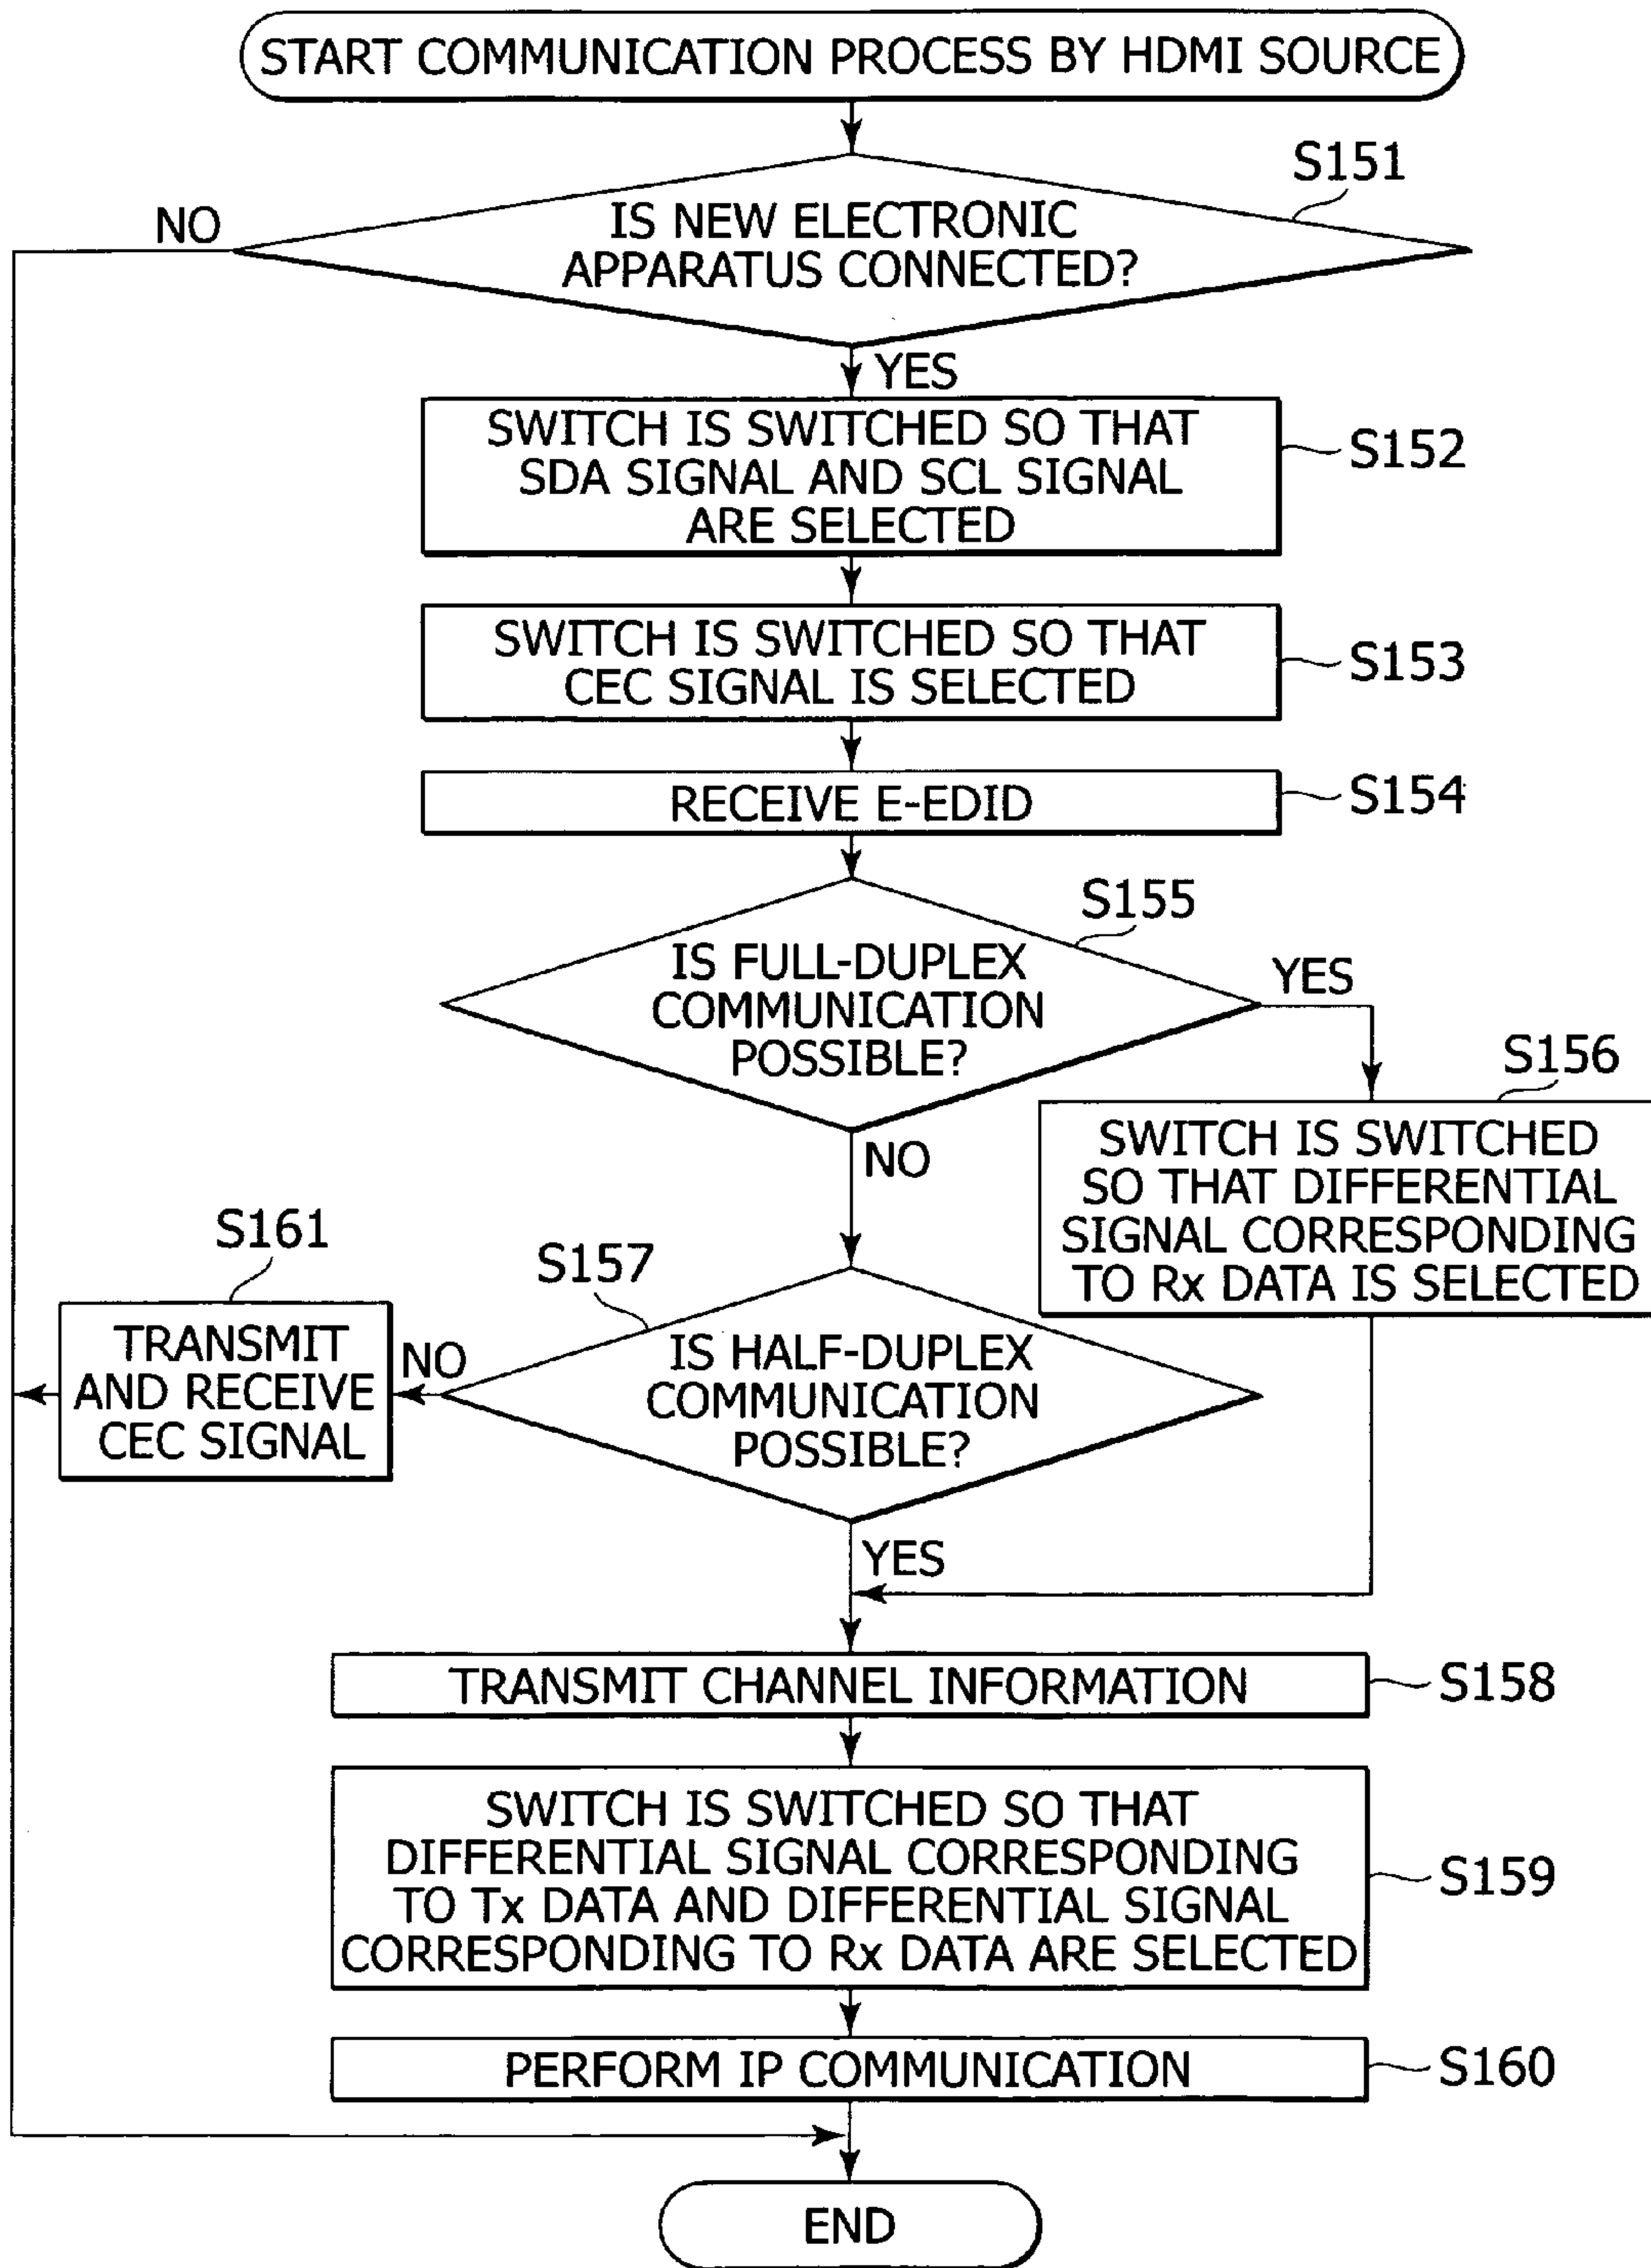 START COMMUNICATION PROCESS BY HDMI SOURCE
S151
NO
IS NEW ELECTRONIC
APPARATUS CONNECTED?
YES
SWITCH IS SWITCHED SO THAT
SDA SIGNAL AND SCL SIGNAL
ARE SELECTED
S152
SWITCH IS SWITCHED SO THAT
CEC SIGNAL IS SELECTED
S153
RECEIVE E-EDID
S154
S155
IS FULL-DUPLEX
COMMUNICATION
POSSIBLE?
YES
NO
S156
SWITCH IS SWITCHED
SO THAT DIFFERENTIAL
SIGNAL CORRESPONDING
TO Rx DATA IS SELECTED
S157
IS HALF-DUPLEX
COMMUNICATION
POSSIBLE?
NO
S161
TRANSMIT
AND RECEIVE
CEC SIGNAL
YES
TRANSMIT CHANNEL INFORMATION
S158
SWITCH IS SWITCHED SO THAT
DIFFERENTIAL SIGNAL CORRESPONDING
TO Tx DATA AND DIFFERENTIAL SIGNAL
CORRESPONDING TO Rx DATA ARE SELECTED
S159
PERFORM IP COMMUNICATION
S160
END